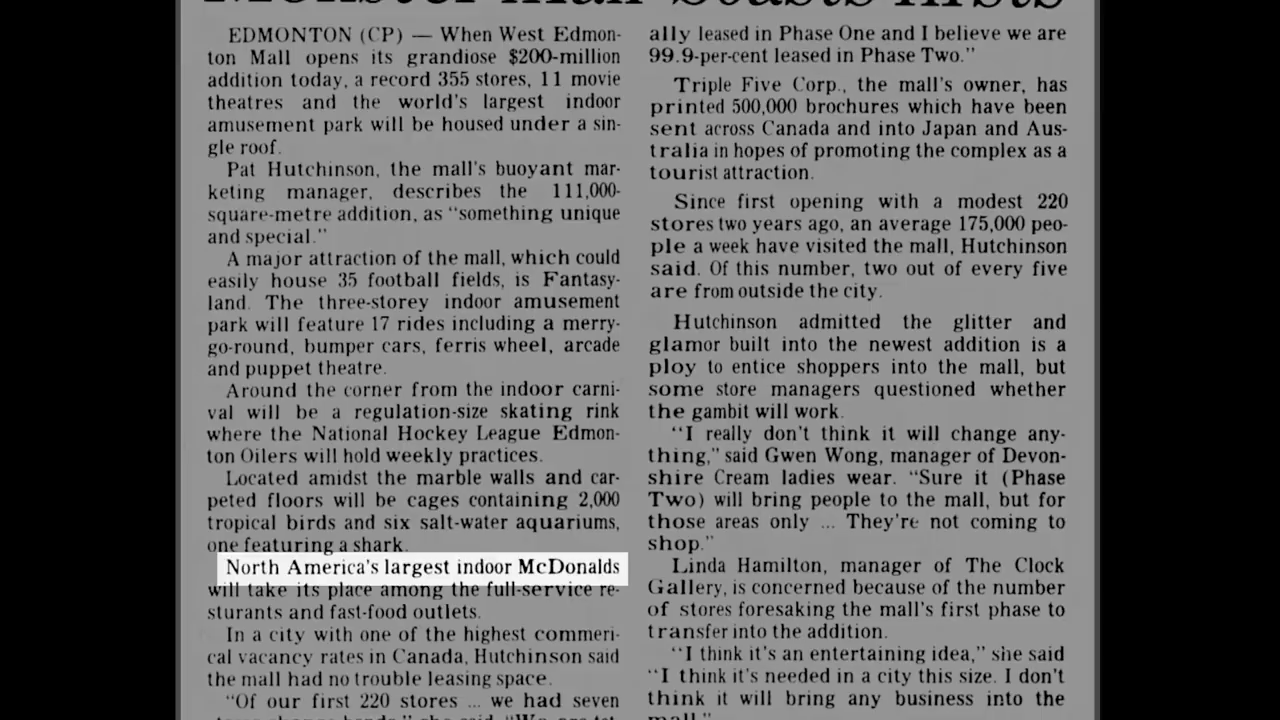 EDMONTON (CP) — When West Edmon-
ton Mall opens its grandiose $200-million
addition today, a record 355 stores, 11 movie
theatres and the world's largest indoor
amusement park will be housed under a sin-
gle roof.
Pat Hutchinson, the mall's buoyant mar-
keting manager, describes the 111,000-
square-metre addition, as "something unique
and special."
A major attraction of the mall, which could
easily house 35 football fields, is Fantasy-
land. The three-storey indoor amusement
park will feature 17 rides including a merry-
go-round, bumper cars, ferris wheel, arcade
and puppet theatre.
Around the corner from the indoor carni-
val will be a regulation-size skating rink
where the National Hockey League Edmon-
ton Oilers will hold weekly practices.
Located amidst the marble walls and car-
peted floors will be cages containing 2,000
tropical birds and six salt-water aquariums,
one featuring a shark.
North America's largest indoor McDonalds
will take its place among the full-service re-
sturants and fast-food outlets.
In a city with one of the highest commeri-
cal vacancy rates in Canada, Hutchinson said
the mall had no trouble leasing space.
"Of our first 220 stores ... we had seven
ally leased in Phase One and I believe we are
99.9-per-cent leased in Phase Two."
Triple Five Corp., the mall's owner, has
printed 500,000 brochures which have been
sent across Canada and into Japan and Aus-
tralia in hopes of promoting the complex as a
tourist attraction.
Since first opening with a modest 220
stores two years ago, an average 175,000 peo-
ple a week have visited the mall, Hutchinson
said. Of this number, two out of every five
are from outside the city.
Hutchinson admitted the glitter and
glamor built into the newest addition is a
ploy to entice shoppers into the mall, but
some store managers questioned whether
the gambit will work.
"I really don't think it will change any-
thing," said Gwen Wong, manager of Devon-
shire Cream ladies wear. "Sure it (Phase
Two) will bring people to the mall, but for
those areas only ... They're not coming to
shop."
Linda Hamilton, manager of The Clock
Gallery, is concerned because of the number
of stores foresaking the mall's first phase to
transfer into the addition.
"I think it's an entertaining idea," she said
"I think it's needed in a city this size. I don't
think it will bring any business into the
mall."